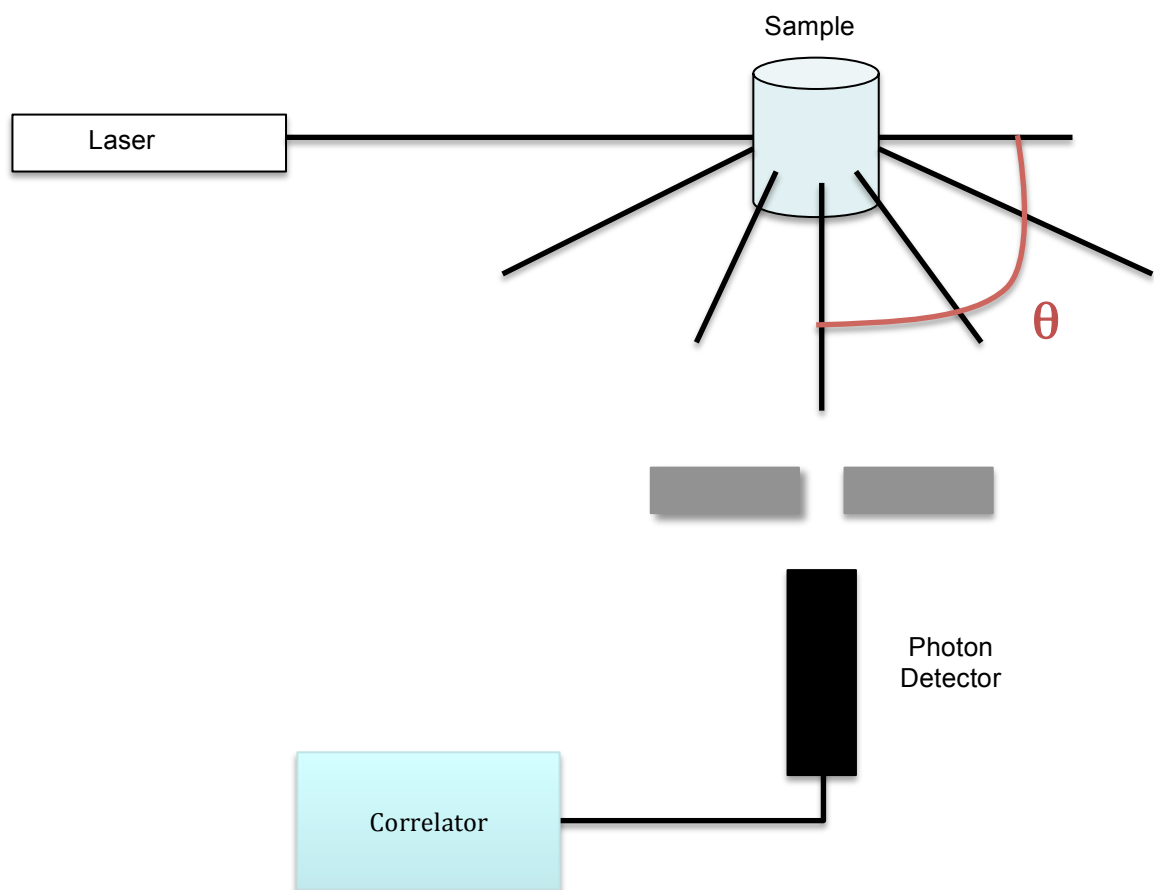 Sample
Laser
θ
Photon
Detector
Correlator